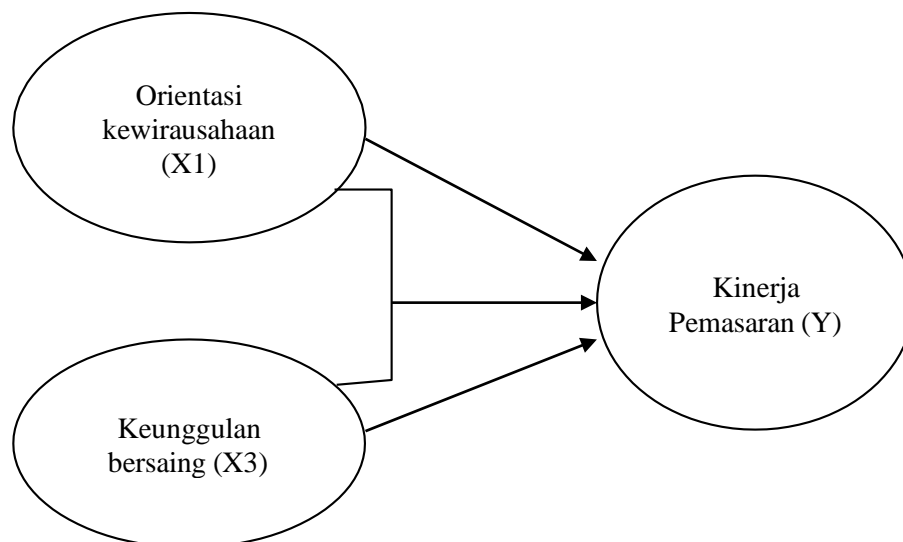 Orientasi
kewirausahaan
(X1)
Kinerja
Pemasaran (Y)
Keunggulan
bersaing (X3)